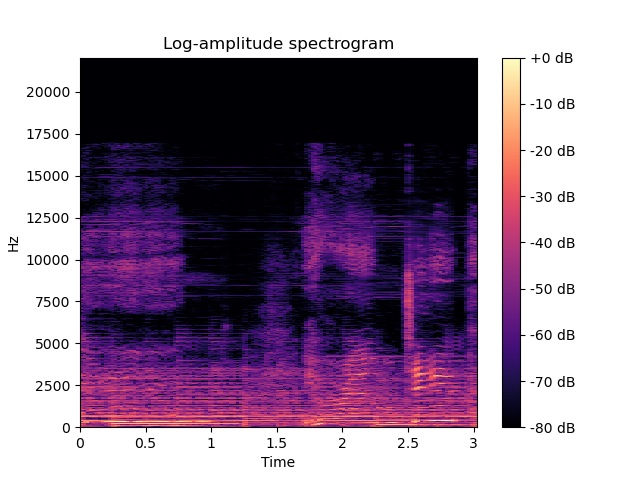 Log-amplitude spectrogram
Hz
20000
17500
15000
12500
10000
7500
5000
2500
0
0 0.5 1 1.5 2 2.5 3
Time
+0 dB
-10 dB
-20 dB
-30 dB
-40 dB
-50 dB
-60 dB
-70 dB
-80 dB